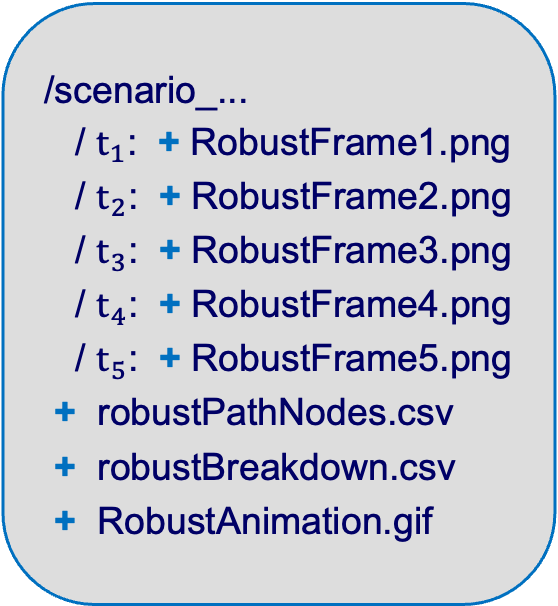 /scenario_...
/ t₁: + RobustFrame1.png
/ t₂: + RobustFrame2.png
/ t₃: + RobustFrame3.png
/ t₄: + RobustFrame4.png
/ t₅: + RobustFrame5.png
+ robustPathNodes.csv
+ robustBreakdown.csv
+ RobustAnimation.gif